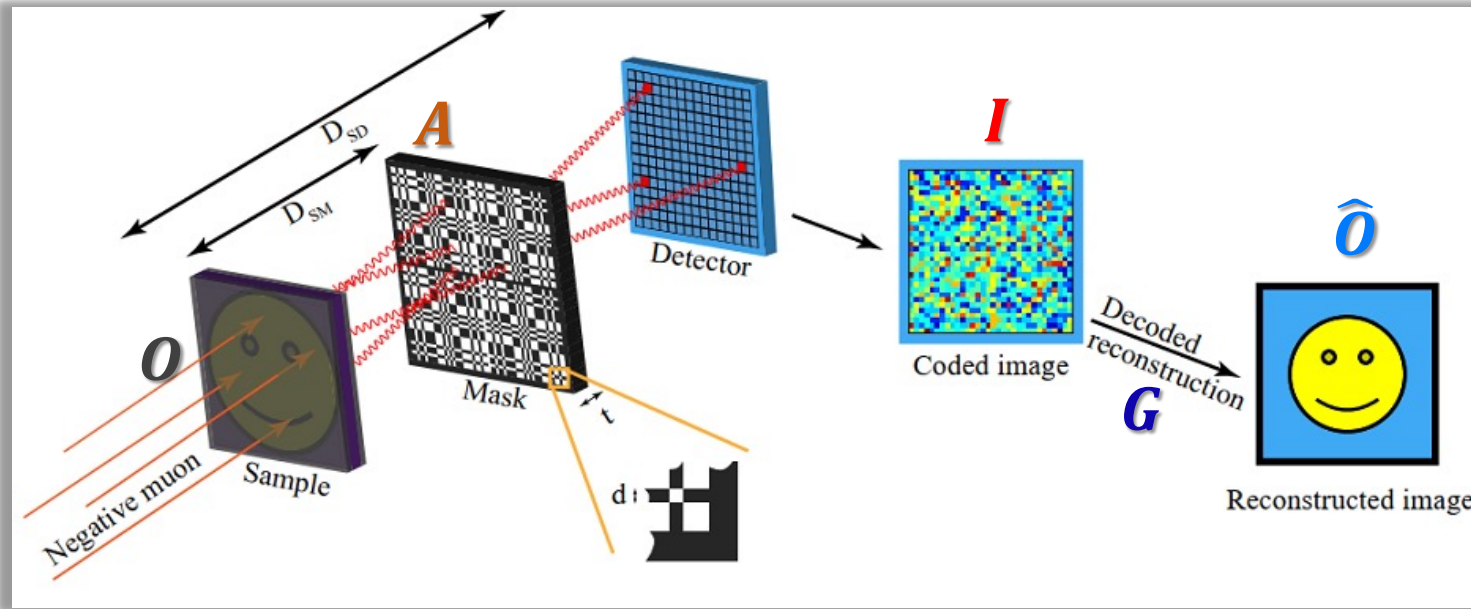 D_SD
D_SM
A
Detector
I
Coded image
Ô
Decoded
reconstruction
G
Reconstructed image
O
Sample
Negative muon
Mask
t
d